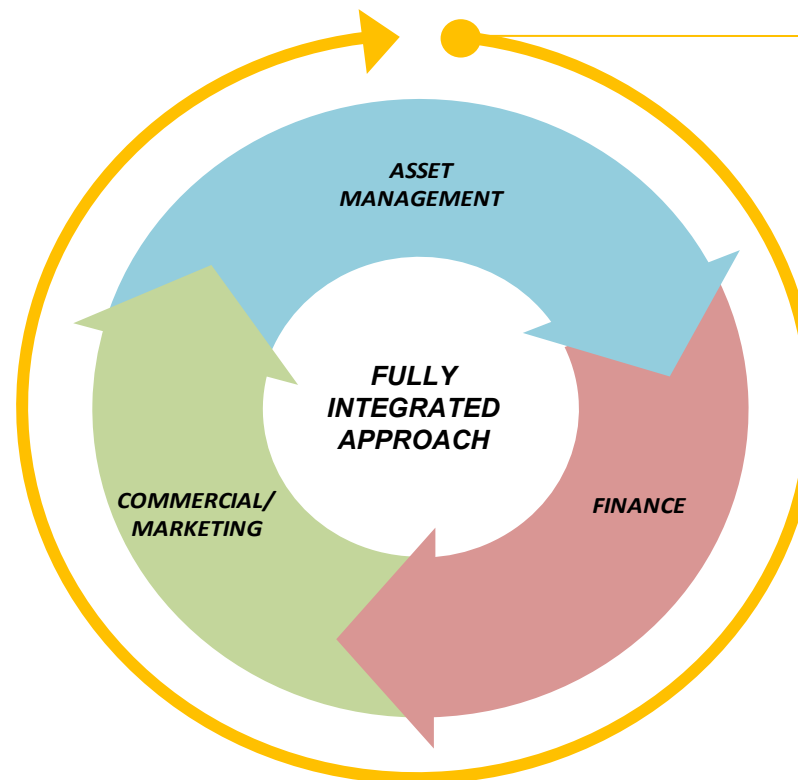 ASSET
MANAGEMENT
FULLY
INTEGRATED
APPROACH
COMMERCIAL/
MARKETING
FINANCE